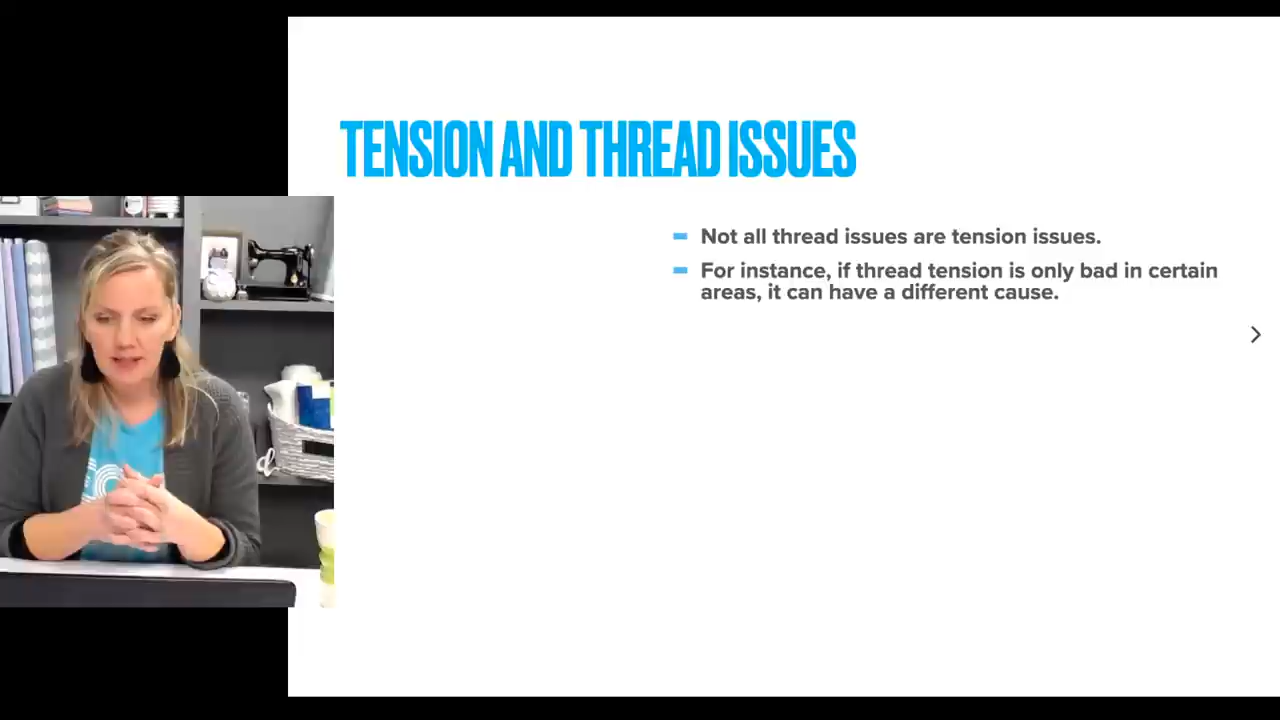 TENSION AND THREAD ISSUES
Not all thread issues are tension issues.
For instance, if thread tension is only bad in certain
areas, it can have a different cause.